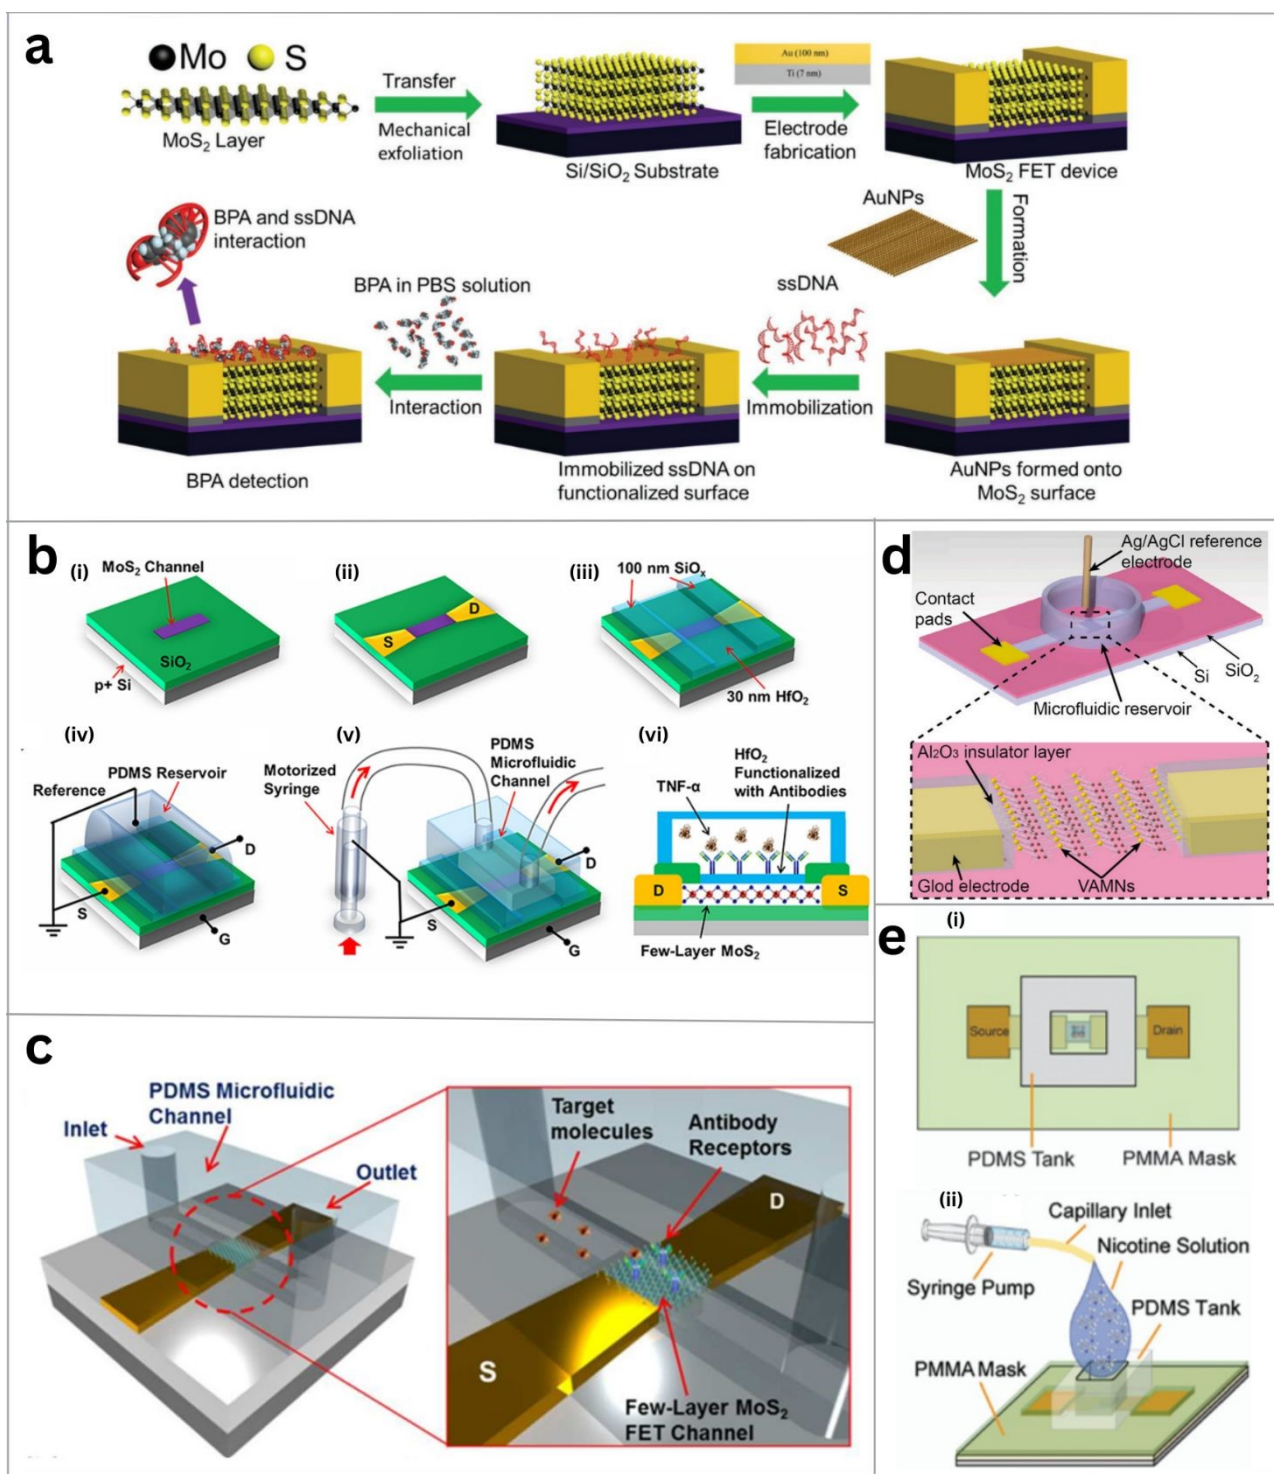 a
Mo S
MoS₂ Layer
Transfer
Mechanical
exfoliation
Si/SiO₂ Substrate
Au (100 nm)
Ti (7 nm)
Electrode
fabrication
MoS₂ FET device
AuNPs
Formation
BPA and ssDNA
interaction
BPA in PBS solution
ssDNA
Interaction
Immobilization
BPA detection
Immobilized ssDNA on
functionalized surface
AuNPs formed onto
MoS₂ surface
b
(i)
MoS₂ Channel
SiO₂
p+ Si
(ii)
D
S
(iii)
100 nm SiOₓ
30 nm HfO₂
(iv)
PDMS Reservoir
Reference
D
S
G
(v)
Motorized
Syringe
PDMS
Microfluidic
Channel
D
S
G
(vi)
HfO₂
Functionalized
with Antibodies
TNF-α
D
S
Few-Layer MoS₂
c
PDMS Microfluidic
Channel
Inlet
Outlet
Target
molecules
Antibody
Receptors
D
S
Few-Layer MoS₂
FET Channel
d
Ag/AgCl reference
electrode
Contact
pads
Si
SiO₂
Microfluidic reservoir
Al₂O₃ insulator layer
Glod electrode
VAMNs
e
(i)
Source
Drain
PDMS Tank
PMMA Mask
(ii)
Capillary Inlet
Nicotine Solution
Syringe Pump
PDMS Tank
PMMA Mask